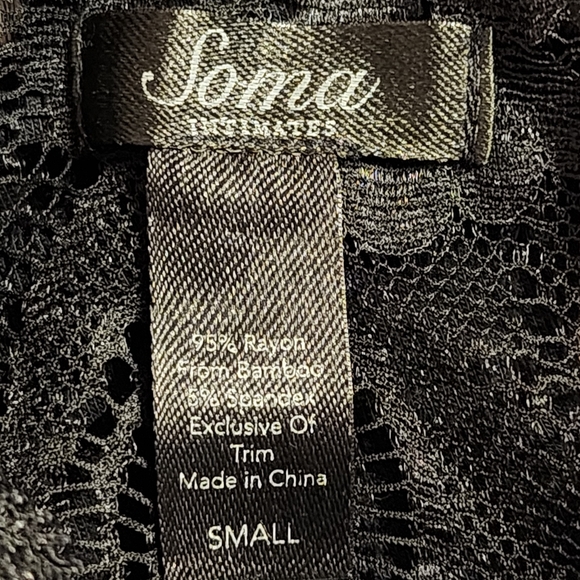 Soma
INTIMATES
95% Rayon
From Bamboo
5% Spandex
Exclusive Of
Trim
Made in China
SMALL